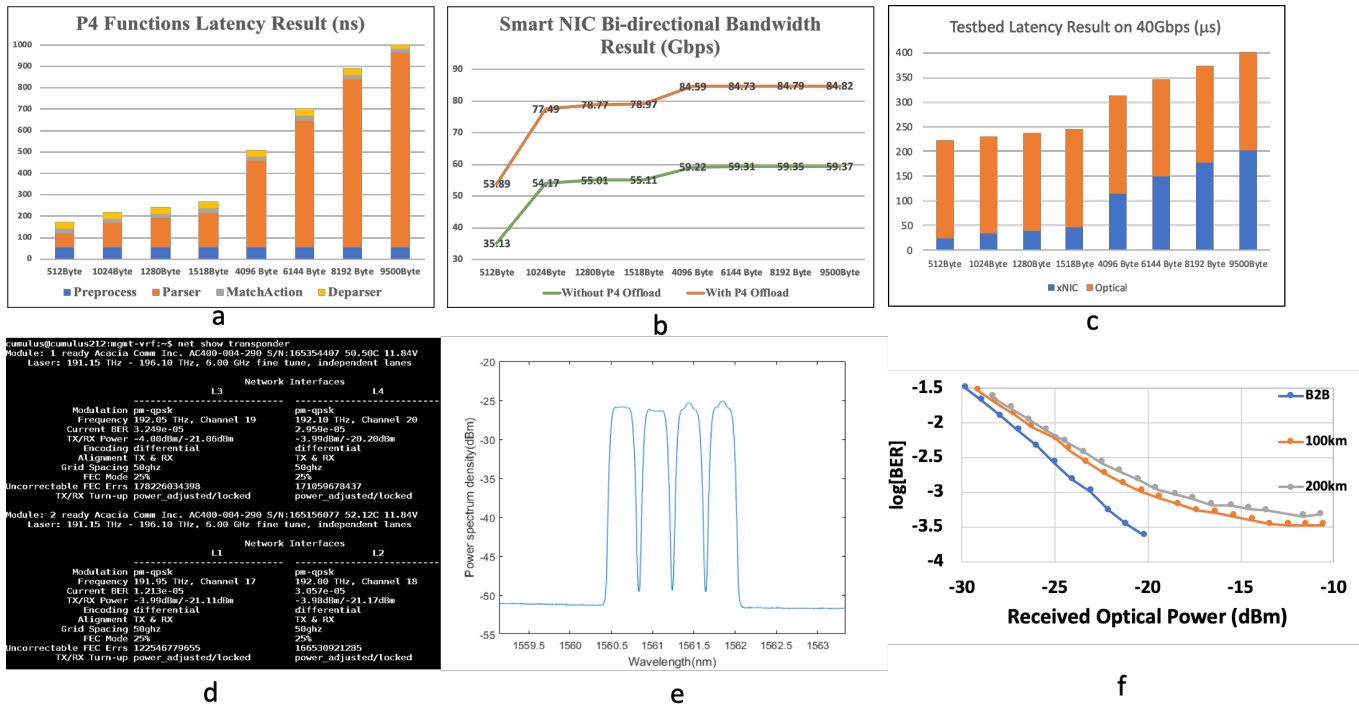 P4 Functions Latency Result (ns)
1000
900
800
700
600
500
400
300
200
100
0
512Byte 1024Byte 1280Byte 1518Byte 4096 Byte 6144 Byte 8192 Byte 9500Byte
Preprocess Parser MatchAction Deparser
a
Smart NIC Bi-directional Bandwidth
Result (Gbps)
90
80
70
60
50
40
30
53.89 77.49 78.77 78.97 84.59 84.73 84.79 84.82
35.13 54.17 55.01 55.11 59.22 59.31 59.35 59.37
512Byte 1024Byte 1280Byte 1518Byte 4096 Byte 6144 Byte 8192 Byte 9500Byte
Without P4 Offload With P4 Offload
b
Testbed Latency Result on 40Gbps (μs)
400
350
300
250
200
150
100
50
0
512Byte 1024Byte 1280Byte 1518Byte 4096Byte 6144 Byte 8192 Byte 9500Byte
xNIC Optical
c
cumulus@cumulus212:mgmt-vrf:~$ net show transponder
Module: 1 ready Acacia Comm Inc. AC400-004-290 S/N:165354407 50.50C 11.84V
Laser: 191.15 THz - 196.10 THz, 6.00 GHz fine tune, independent lanes
Network Interfaces
L3 L4
Modulation pm-qpsk pm-qpsk
Frequency 192.05 THz, Channel 19 192.10 THz, Channel 20
Current BER 3.249e-05 2.959e-05
TX/RX Power -4.00dBm/-21.06dBm -3.99dBm/-20.20dBm
Encoding differential differential
Alignment TX & RX TX & RX
Grid Spacing 50ghz 50ghz
FEC Mode 25% 25%
Uncorrectable FEC Errs 178226034398 171059678437
TX/RX Turn-up power_adjusted/locked power_adjusted/locked
Module: 2 ready Acacia Comm Inc. AC400-004-290 S/N:165156077 52.12C 11.84V
Laser: 191.15 THz - 196.10 THz, 6.00 GHz fine tune, independent lanes
Network Interfaces
L1 L2
Modulation pm-qpsk pm-qpsk
Frequency 191.95 THz, Channel 17 192.00 THz, Channel 18
Current BER 1.213e-05 3.057e-05
TX/RX Power -3.99dBm/-21.11dBm -3.98dBm/-21.17dBm
Encoding differential differential
Alignment TX & RX TX & RX
Grid Spacing 50ghz 50ghz
FEC Mode 25% 25%
Uncorrectable FEC Errs 122546779655 166530921285
TX/RX Turn-up power_adjusted/locked power_adjusted/locked
d
Power spectrum density(dBm)
-20
-25
-30
-35
-40
-45
-50
-55
1559.5 1560 1560.5 1561 1561.5 1562 1562.5 1563
Wavelength(nm)
e
log[BER]
-1.5
-2
-2.5
-3
-3.5
-4
B2B
100km
200km
-30 -25 -20 -15 -10
Received Optical Power (dBm)
f